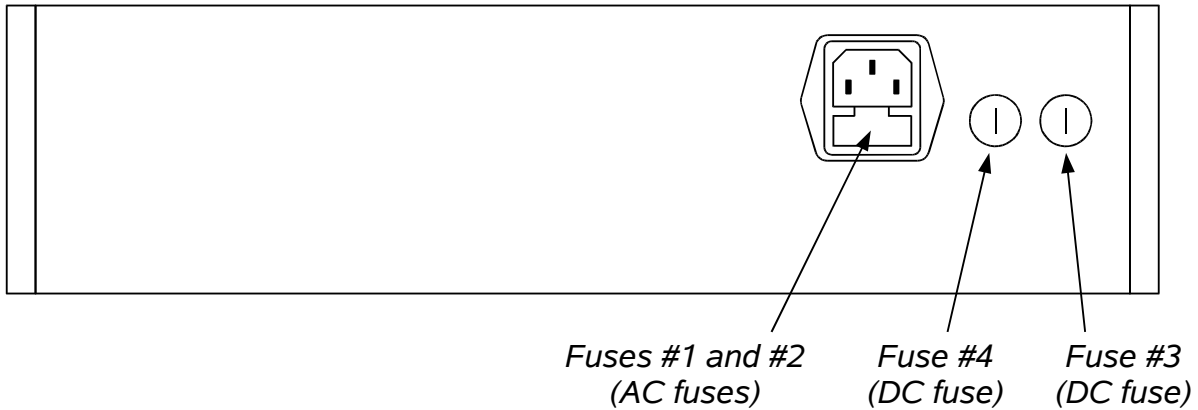 Fuses #1 and #2
(AC fuses)
Fuse #4
(DC fuse)
Fuse #3
(DC fuse)